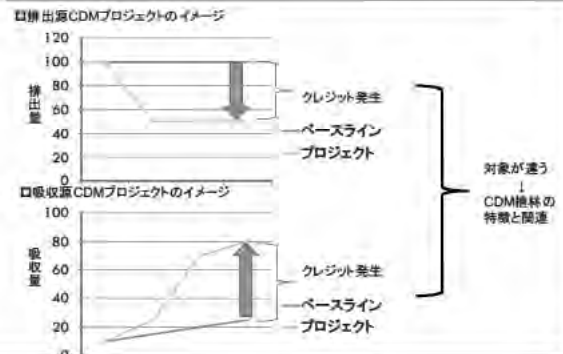 □排出源CDMプロジェクトのイメージ
120
100
80
60
40
20
0
排出量
クレジット発生
ベースライン
プロジェクト
□吸収源CDMプロジェクトのイメージ
100
80
60
40
20
0
吸収量
クレジット発生
ベースライン
プロジェクト
対象が違う
↓
CDM植林の
特徴と関連